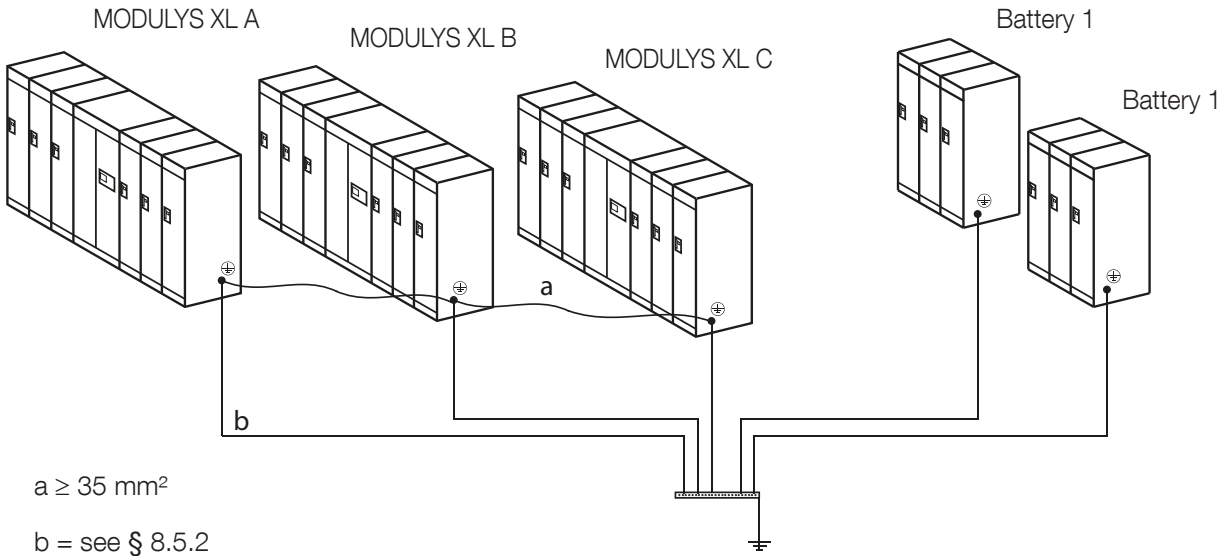 MODULYS XL A
MODULYS XL B
MODULYS XL C
Battery 1
Battery 1
a
b
a ≥ 35 mm²
b = see § 8.5.2